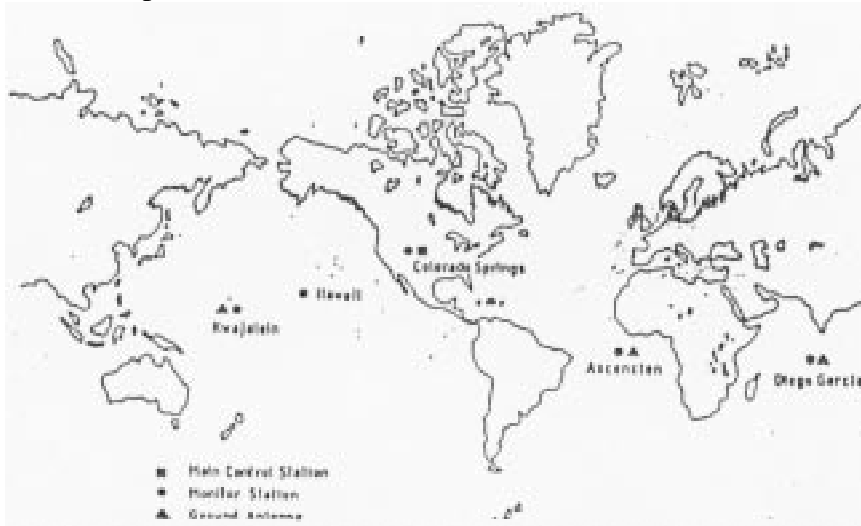 Colorado Springs
Hawaii
Kwajalein
Ascension
Diego Garcia
Main Control Station
Monitor Station
Ground Antenna